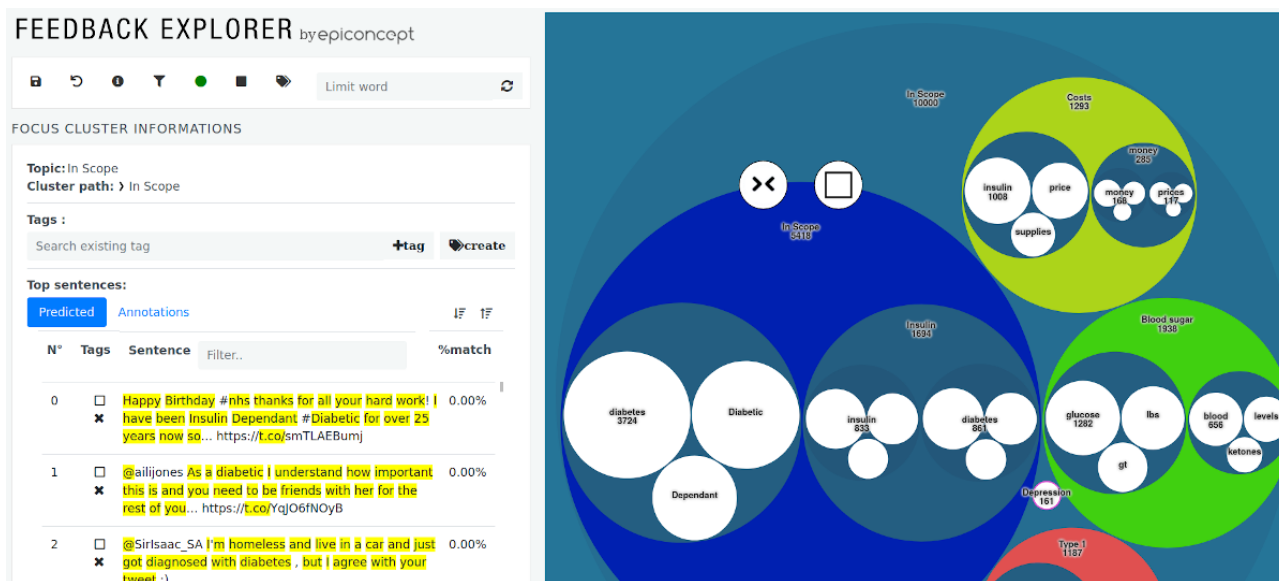 FEEDBACK EXPLORER by epiconcept
Limit word
FOCUS CLUSTER INFORMATIONS
Topic: In Scope
Cluster path: ❯ In Scope
Tags :
Search existing tag
+tag
create
Top sentences:
Predicted
Annotations
N° Tags Sentence Filter.. %match
0 Happy Birthday #nhs thanks for all your hard work! I 0.00%
have been Insulin Dependant #Diabetic for over 25
years now so... https://t.co/smTLAEBumj
1 @ailijones As a diabetic I understand how important 0.00%
this is and you need to be friends with her for the
rest of you... https://t.co/YqJO6fNOyB
2 @SirIsaac_SA I'm homeless and live in a car and just 0.00%
got diagnosed with diabetes , but I agree with your
tweet :)
In Scope
10000
Costs
1293
money
285
insulin
1008
price
supplies
money
168
prices
117
In Scope
5418
Insulin
1694
diabetes
3724
Diabetic
Dependant
insulin
833
diabetes
861
Blood sugar
1938
glucose
1282
lbs
gt
blood
656
levels
ketones
Depression
161
Type 1
1187